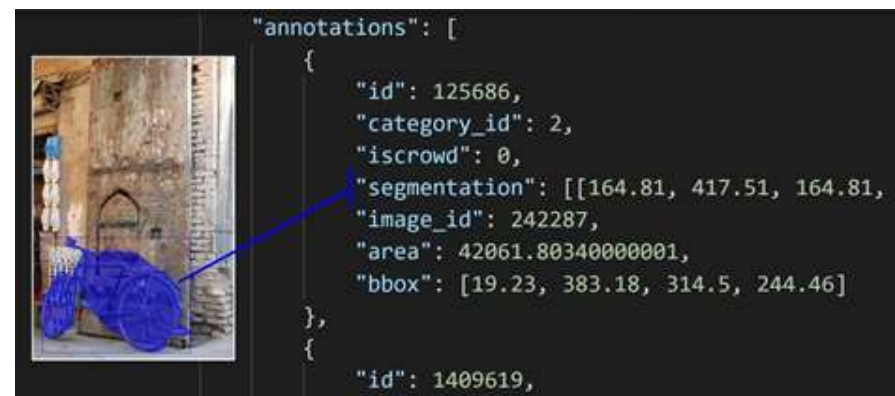 "annotations": [
{
"id": 125686,
"category_id": 2,
"iscrowd": 0,
"segmentation": [[164.81, 417.51, 164.81,
"image_id": 242287,
"area": 42061.80340000001,
"bbox": [19.23, 383.18, 314.5, 244.46]
},
{
"id": 1409619,